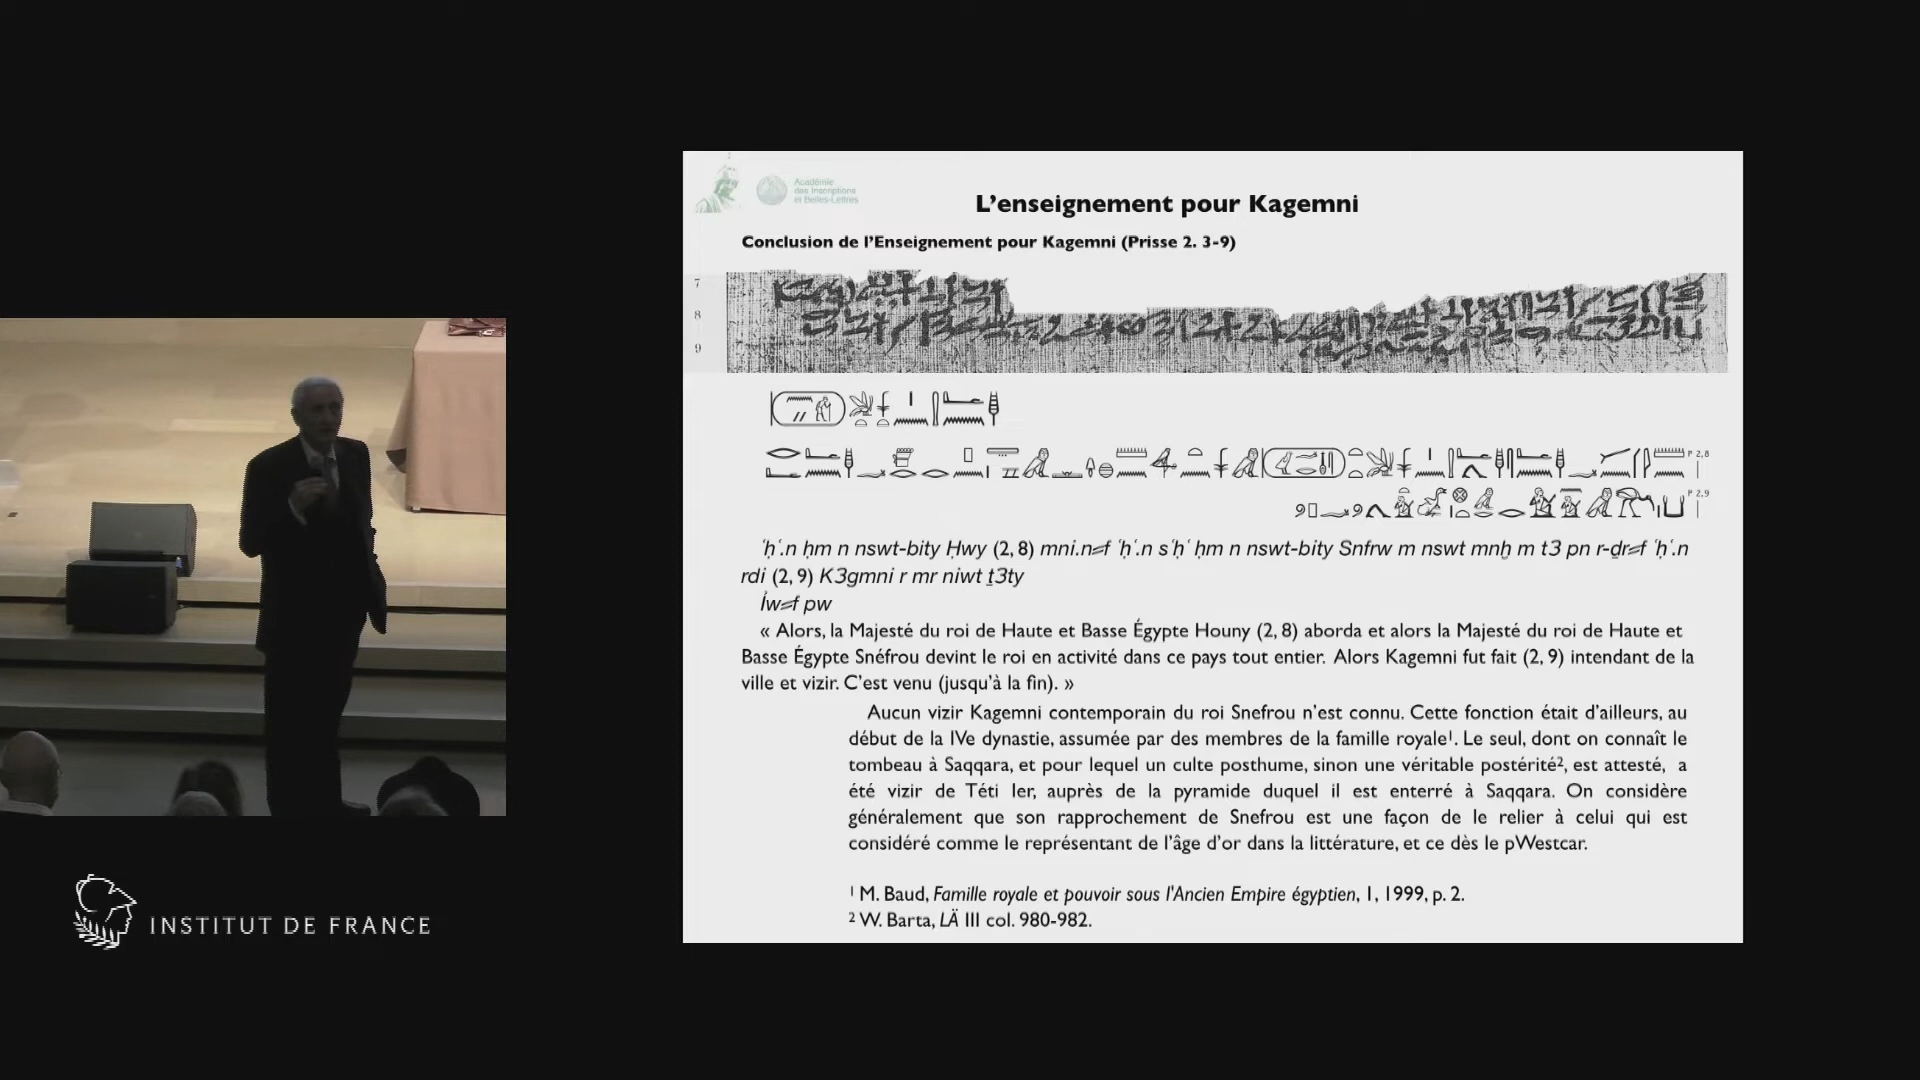 Académie
des Inscriptions
et Belles-Lettres
L’enseignement pour Kagemni
Conclusion de l’Enseignement pour Kagemni (Prisse 2. 3-9)
7
8
9
P 2,8
P 2,9
ʿḥʿ.n ḥm n nswt-bity Ḥwy (2, 8) mni.n⸗f ʿḥʿ.n sʿḥʿ ḥm n nswt-bity Snfrw m nswt mnḫ m t3 pn r-ḏr⸗f ʿḥʿ.n
rdi (2, 9) K3gmni r mr niwt ṯ3ty
i҆w⸗f pw
« Alors, la Majesté du roi de Haute et Basse Égypte Houny (2, 8) aborda et alors la Majesté du roi de Haute et
Basse Égypte Snéfrou devint le roi en activité dans ce pays tout entier. Alors Kagemni fut fait (2, 9) intendant de la
ville et vizir. C’est venu (jusqu’à la fin). »
Aucun vizir Kagemni contemporain du roi Snefrou n’est connu. Cette fonction était d’ailleurs, au
début de la IVe dynastie, assumée par des membres de la famille royale¹. Le seul, dont on connaît le
tombeau à Saqqara, et pour lequel un culte posthume, sinon une véritable postérité², est attesté, a
été vizir de Téti Ier, auprès de la pyramide duquel il est enterré à Saqqara. On considère
généralement que son rapprochement de Snefrou est une façon de le relier à celui qui est
considéré comme le représentant de l’âge d’or dans la littérature, et ce dès le pWestcar.
¹ M. Baud, Famille royale et pouvoir sous l'Ancien Empire égyptien, 1, 1999, p. 2.
² W. Barta, LÄ III col. 980-982.
INSTITUT DE FRANCE